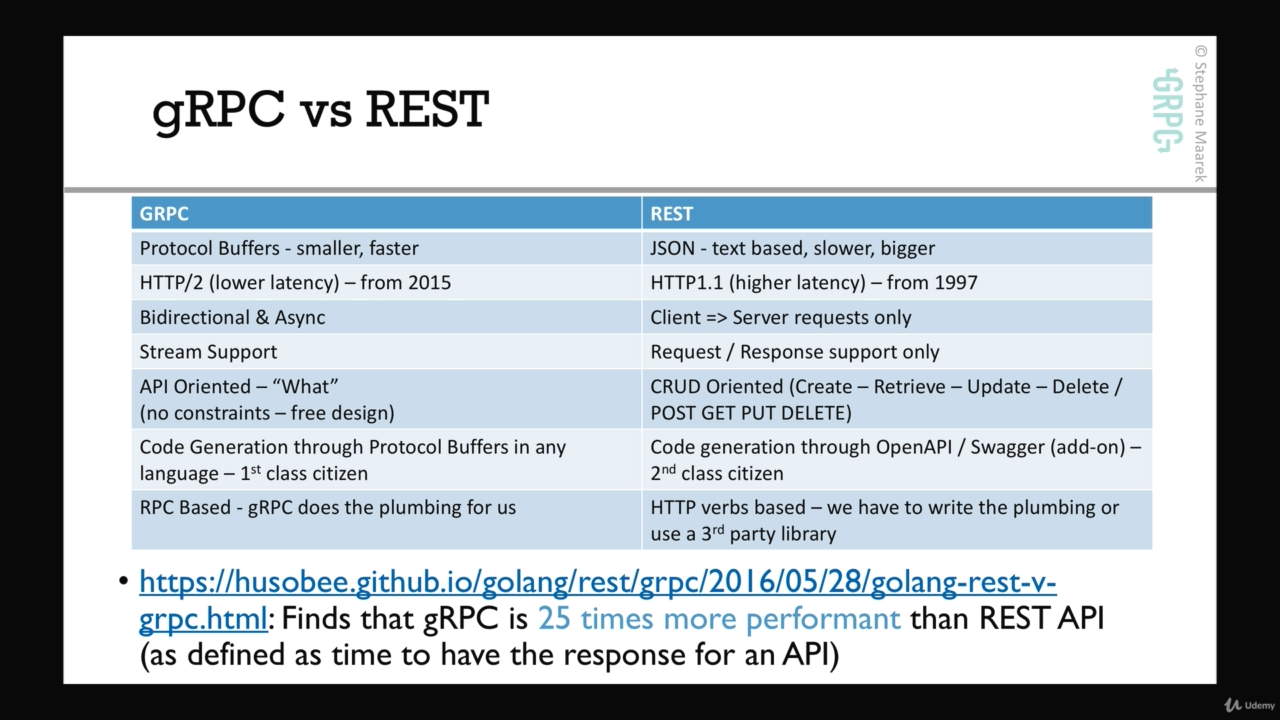 gRPC vs REST
© Stephane Maarek
GRPC
GRPC
REST
Protocol Buffers - smaller, faster
JSON - text based, slower, bigger
HTTP/2 (lower latency) – from 2015
HTTP1.1 (higher latency) – from 1997
Bidirectional & Async
Client => Server requests only
Stream Support
Request / Response support only
API Oriented – “What”
(no constraints – free design)
CRUD Oriented (Create – Retrieve – Update – Delete /
POST GET PUT DELETE)
Code Generation through Protocol Buffers in any
language – 1st class citizen
Code generation through OpenAPI / Swagger (add-on) –
2nd class citizen
RPC Based - gRPC does the plumbing for us
HTTP verbs based – we have to write the plumbing or
use a 3rd party library
• https://husobee.github.io/golang/rest/grpc/2016/05/28/golang-rest-v-
grpc.html: Finds that gRPC is 25 times more performant than REST API
(as defined as time to have the response for an API)
Udemy